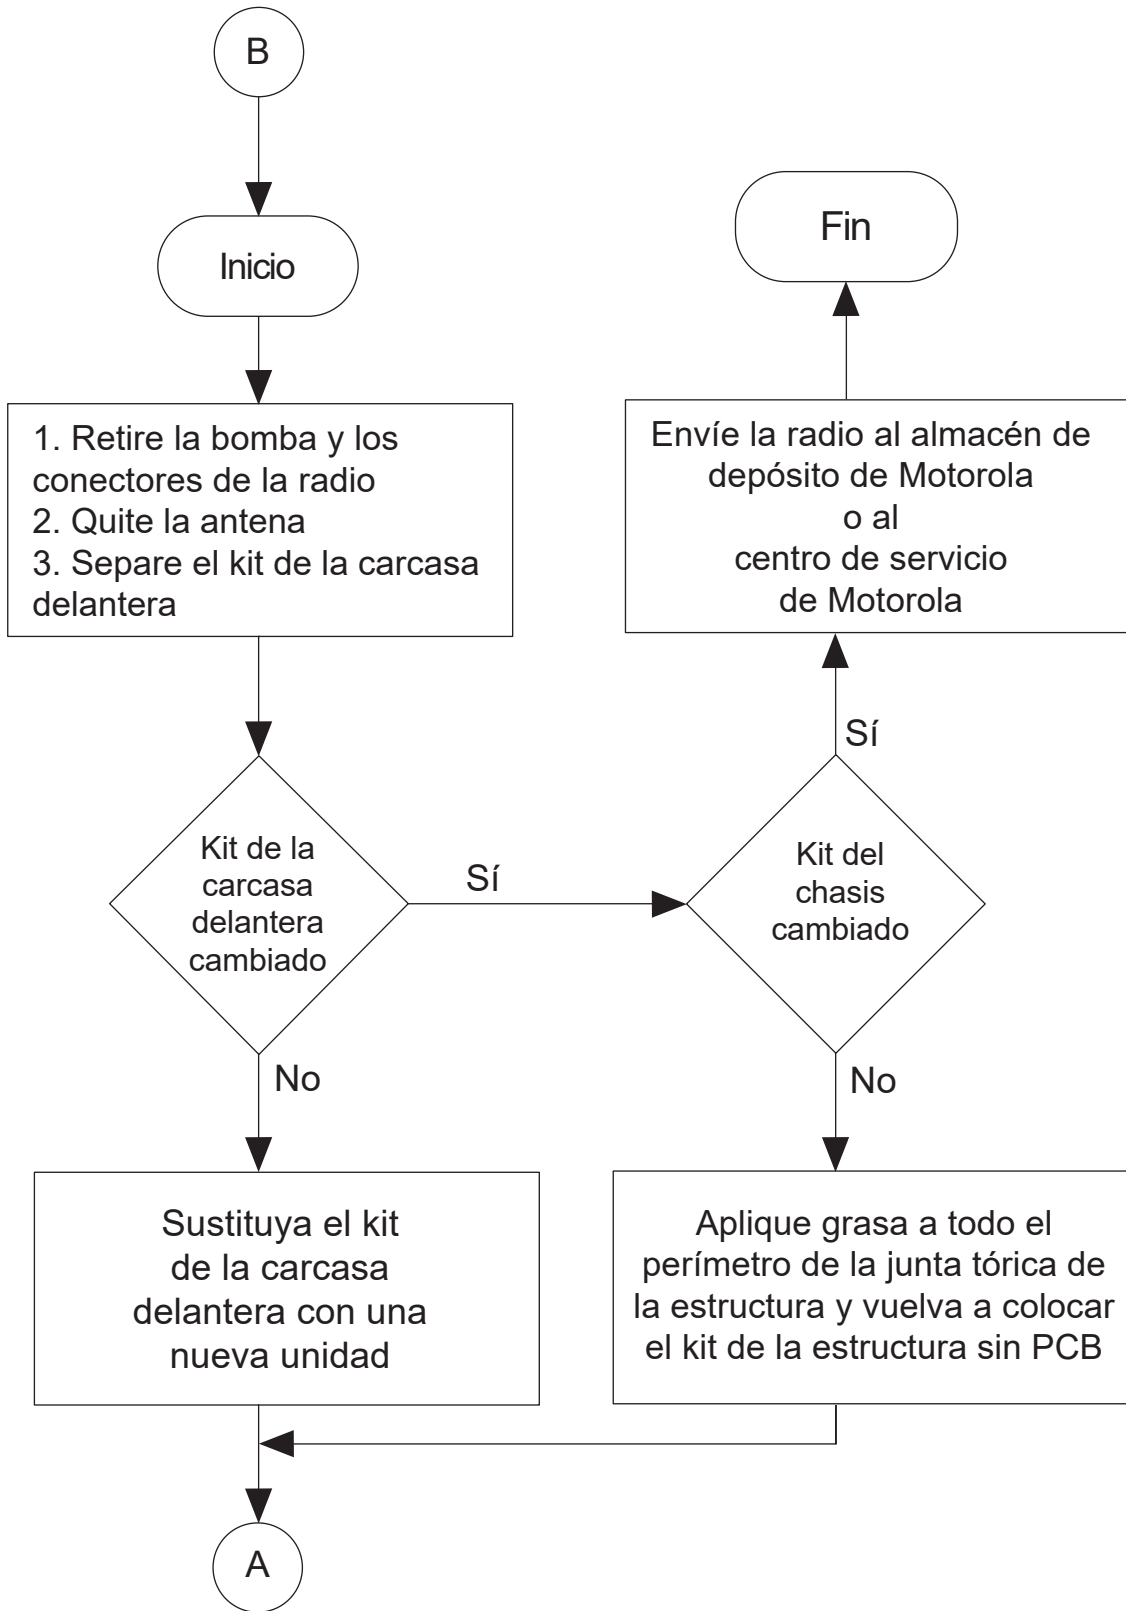 B
Inicio
1. Retire la bomba y los
conectores de la radio
2. Quite la antena
3. Separe el kit de la carcasa
delantera
Kit de la
carcasa
delantera
cambiado
Sí
No
Sustituya el kit
de la carcasa
delantera con una
nueva unidad
A
Fin
Envíe la radio al almacén de
depósito de Motorola
o al
centro de servicio
de Motorola
Sí
Kit del
chasis
cambiado
No
Aplique grasa a todo el
perímetro de la junta tórica de
la estructura y vuelva a colocar
el kit de la estructura sin PCB